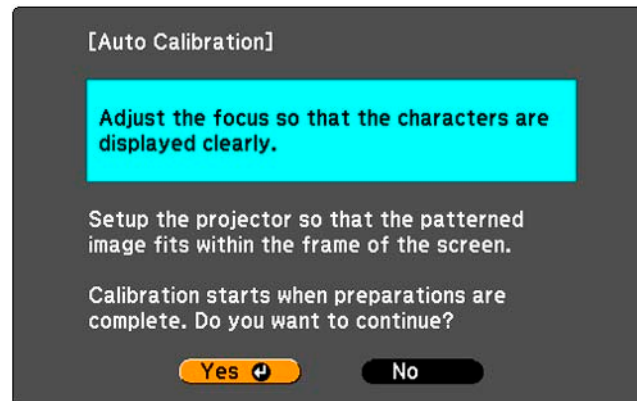 [Auto Calibration]
Adjust the focus so that the characters are
displayed clearly.
Setup the projector so that the patterned
image fits within the frame of the screen.
Calibration starts when preparations are
complete. Do you want to continue?
Yes No